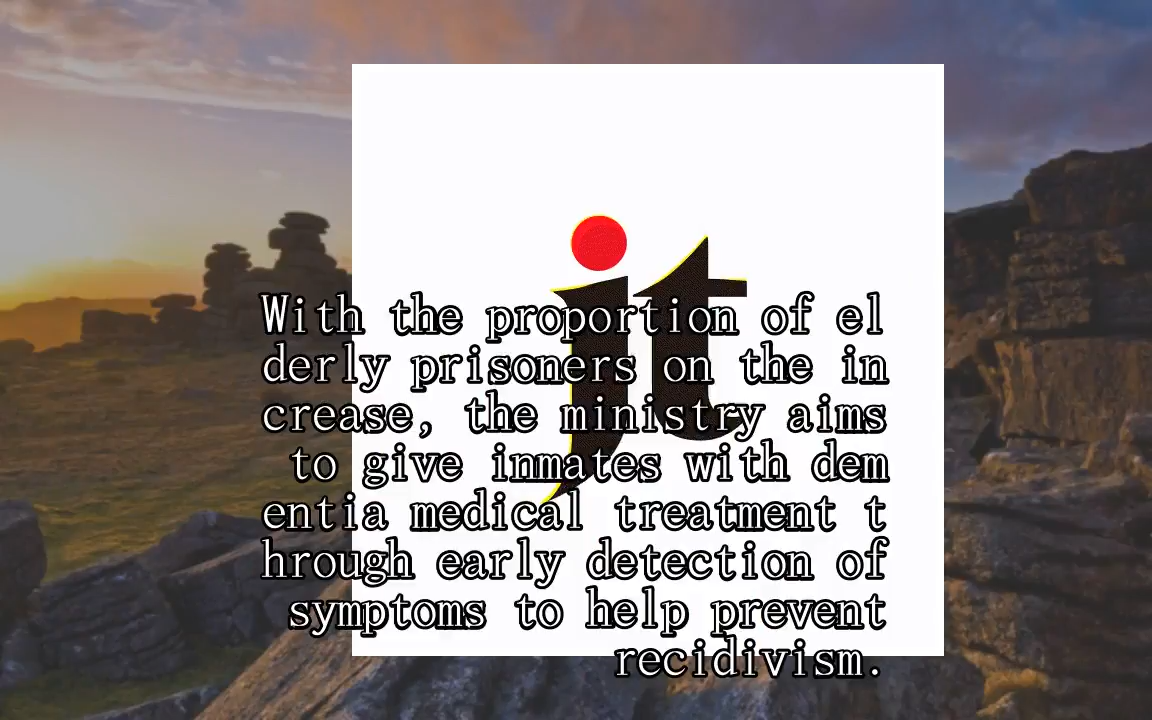 jt
With the proportion of el
derly prisoners on the in
crease, the ministry aims
to give inmates with dem
entia medical treatment t
hrough early detection of
symptoms to help prevent
recidivism.